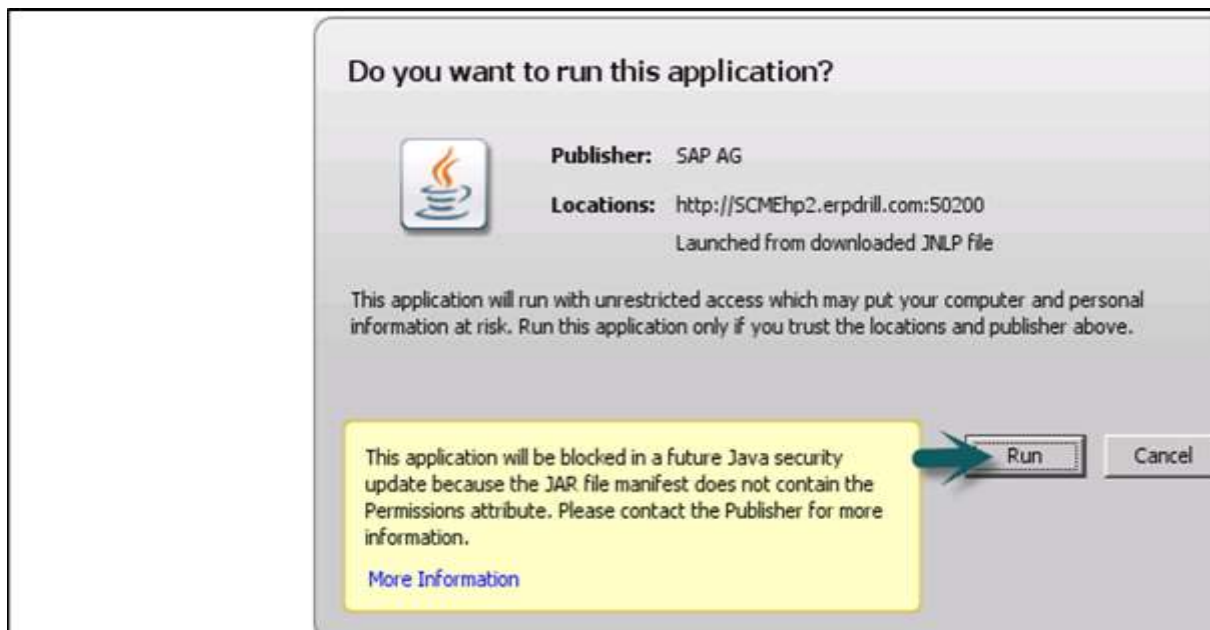 Do you want to run this application?
Publisher: SAP AG
Locations: http://SCMEhp2.erpdrill.com:50200
Launched from downloaded JNLP file
This application will run with unrestricted access which may put your computer and personal
information at risk. Run this application only if you trust the locations and publisher above.
This application will be blocked in a future Java security
update because the JAR file manifest does not contain the
Permissions attribute. Please contact the Publisher for more
information.
More Information
Run
Cancel